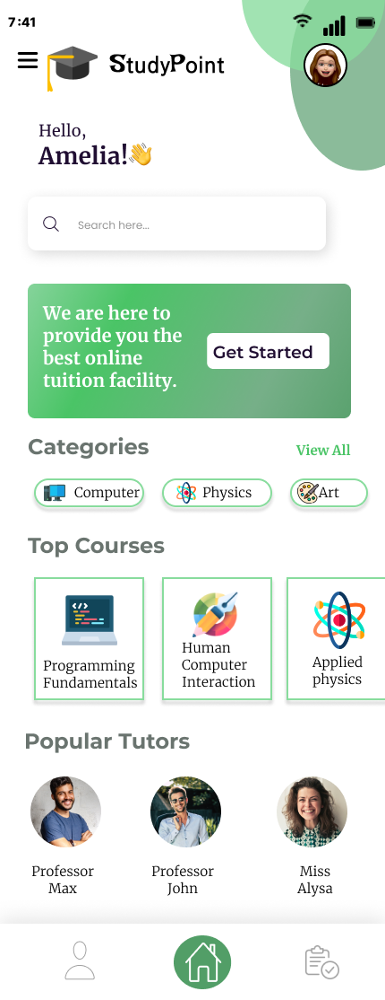 7:41
StudyPoint
Hello,
Amelia!
Search here...
We are here to
provide you the
best online
tuition facility.
Get Started
Categories
View All
Computer
Physics
Art
Top Courses
Programming
Fundamentals
Human
Computer
Interaction
Applied
physics
Popular Tutors
Professor
Max
Professor
John
Miss
Alysa